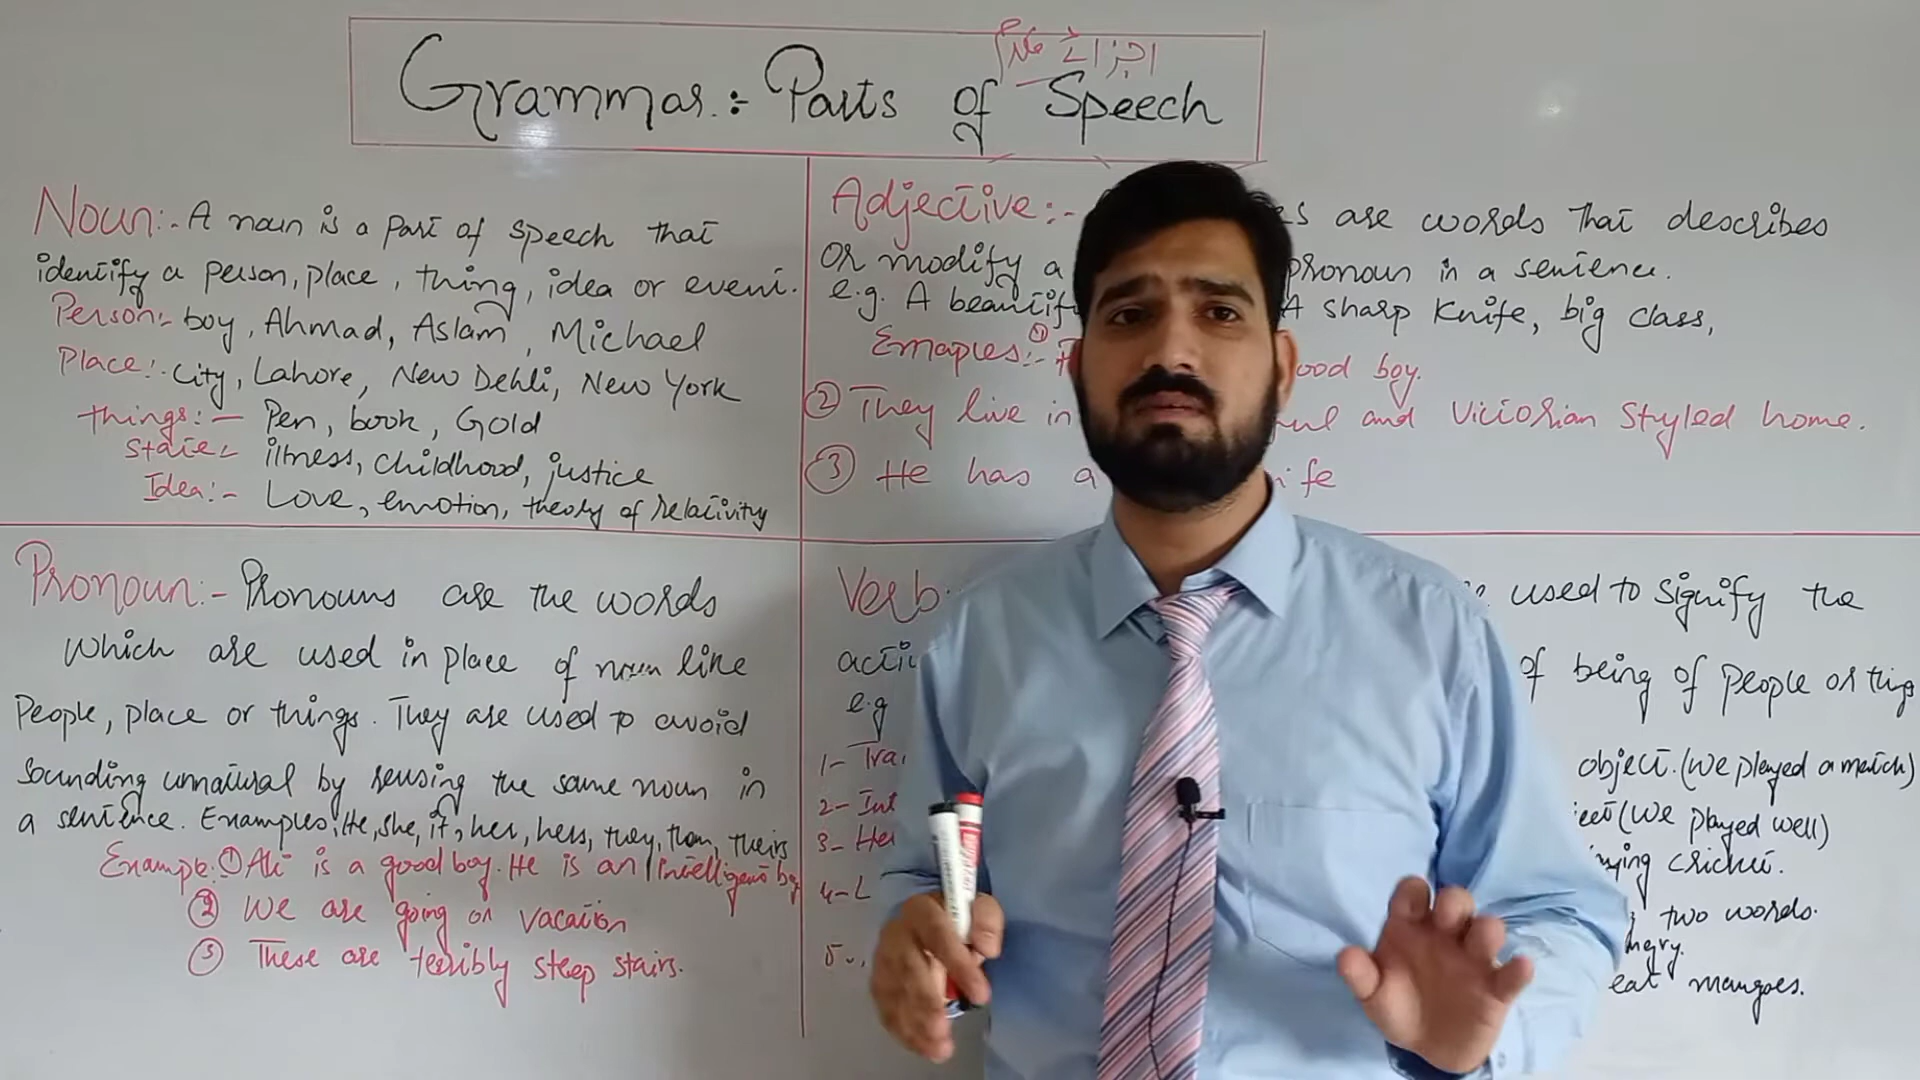 اجزائے کلام
Grammar:- Parts of Speech
Noun:- A noun is a part of speech that
identify a person, place, thing, idea or event.
Person:- boy, Ahmad, Aslam, Michael
Place:- City, Lahore, New Dehli, New York
things:- Pen, book, Gold
State:- illness, childhood, justice
Idea:- Love, emotion, theory of relativity
Adjective:- are words that describes
or modify a pronoun in a sentence.
e.g. A A sharp Knife, big class,
Emaples:- ① boy.
② They live in and Victorian Styled home.
③ He has a
Pronoun:- Pronouns are the words
which are used in place of noun like
People, place or things. They are used to avoid
sounding unnatural by reusing the same noun in
a sentence. Examples: He, she, it, her, hers, they, them, theirs
Example:① Ali is a good boy. He is an intelligent boy
② We are going on vacation
③ These are terribly steep stairs.
Verb: used to signify the
of being of people or things
e.g
1- object. (we played a match)
2- (we played well)
3-
cricket.
4- two words.
5
eat mangoes.